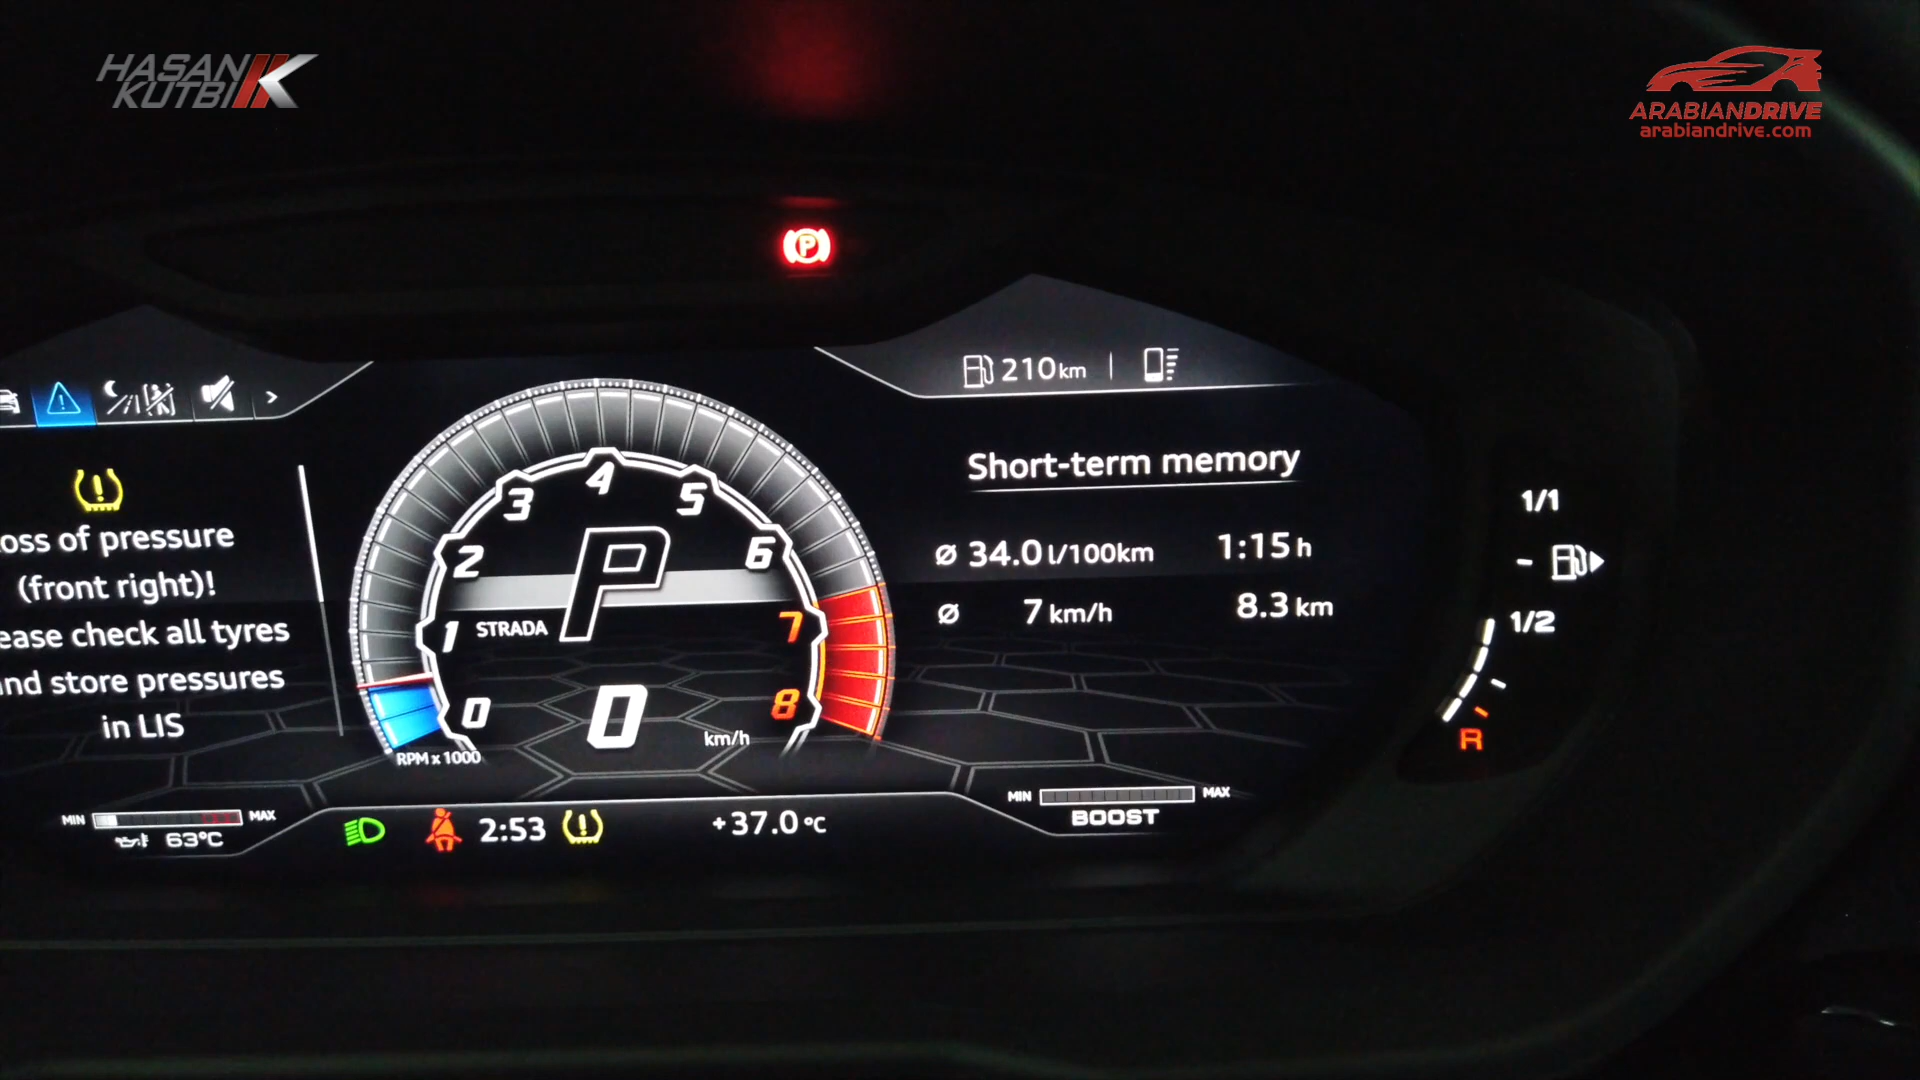 HASAN
KUTBI
ARABIANDRIVE
arabiandrive.com
P
210 km
oss of pressure
(front right)!
ease check all tyres
nd store pressures
in LIS
0
1
2
3
4
5
6
7
8
P
STRADA
0
km/h
RPM x 1000
Short-term memory
Ø 34.0 l/100km 1:15 h
Ø 7 km/h 8.3 km
1/1
1/2
R
MIN MAX
63°C
2:53
+37.0 °C
MIN MAX
BOOST